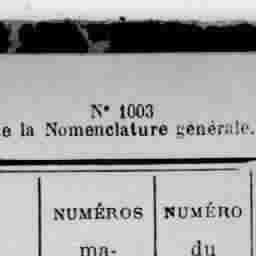 N° 1003
e la Nomenclature générale.
NUMÉROS NUMÉRO
ma- du